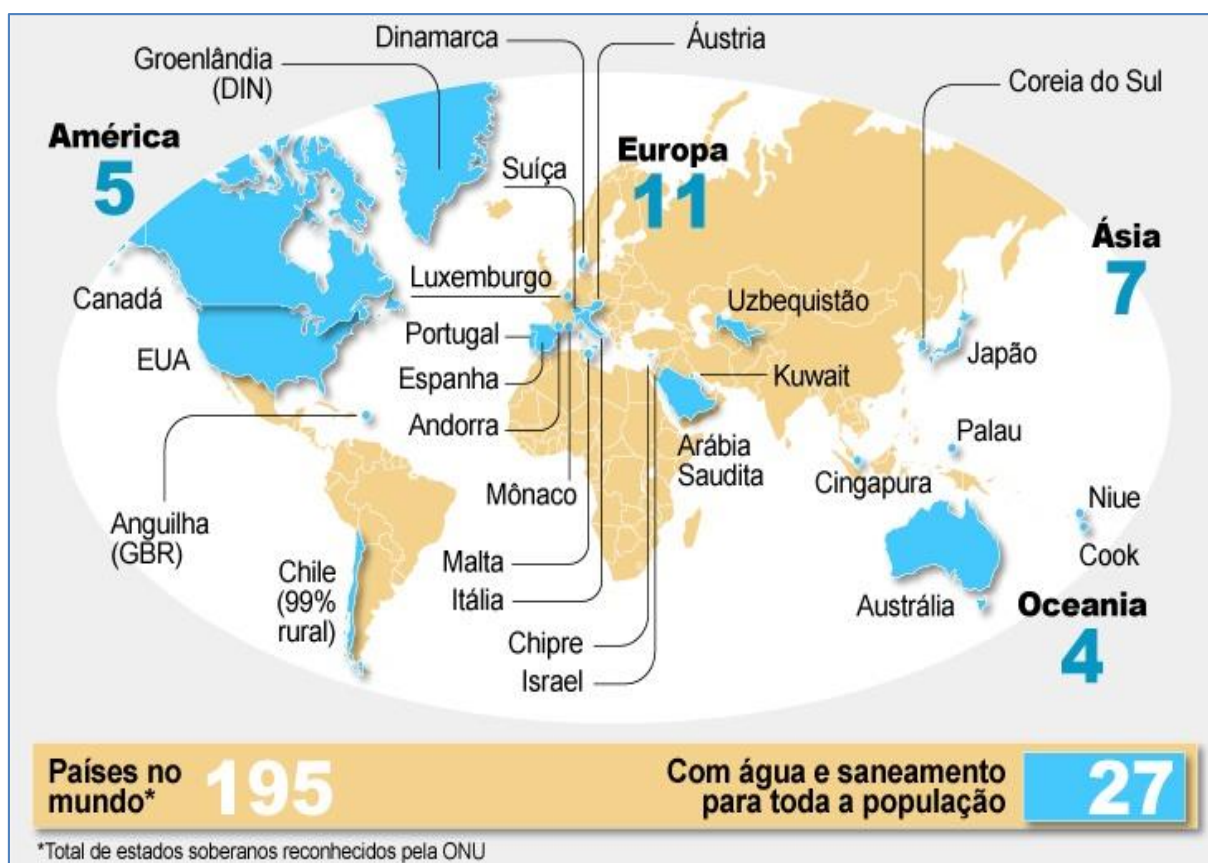 Dinamarca
Áustria
Groenlândia
(DIN)
Coreia do Sul
América
5
Suíça
Europa
11
Ásia
7
Luxemburgo
Canadá
Uzbequistão
Portugal
EUA
Japão
Espanha
Kuwait
Andorra
Arábia
Saudita
Palau
Mônaco
Cingapura
Niue
Anguilha
(GBR)
Cook
Malta
Chile
(99%
rural)
Itália
Austrália
Oceania
4
Chipre
Israel
Países no
mundo*
195
Com água e saneamento
para toda a população
27
*Total de estados soberanos reconhecidos pela ONU